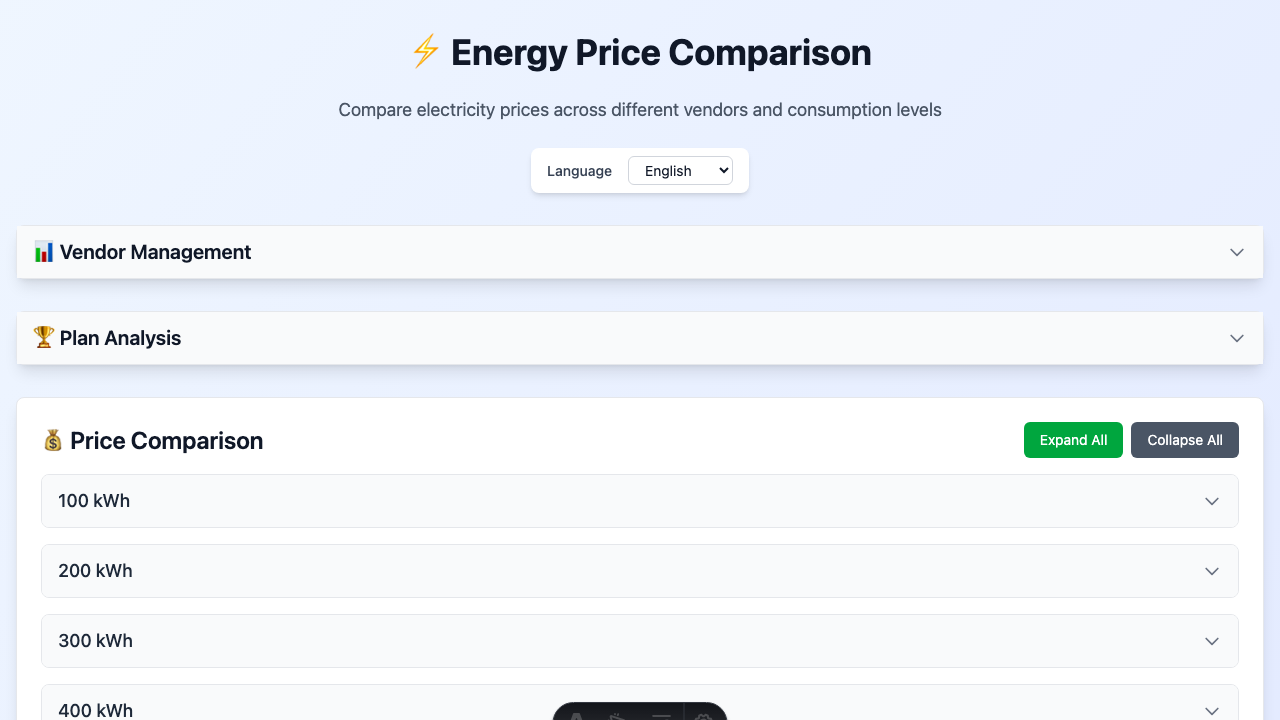 ⚡ Energy Price Comparison
Compare electricity prices across different vendors and consumption levels
Language English
📊 Vendor Management
🏆 Plan Analysis
💰 Price Comparison
Expand All Collapse All
100 kWh
200 kWh
300 kWh
400 kWh